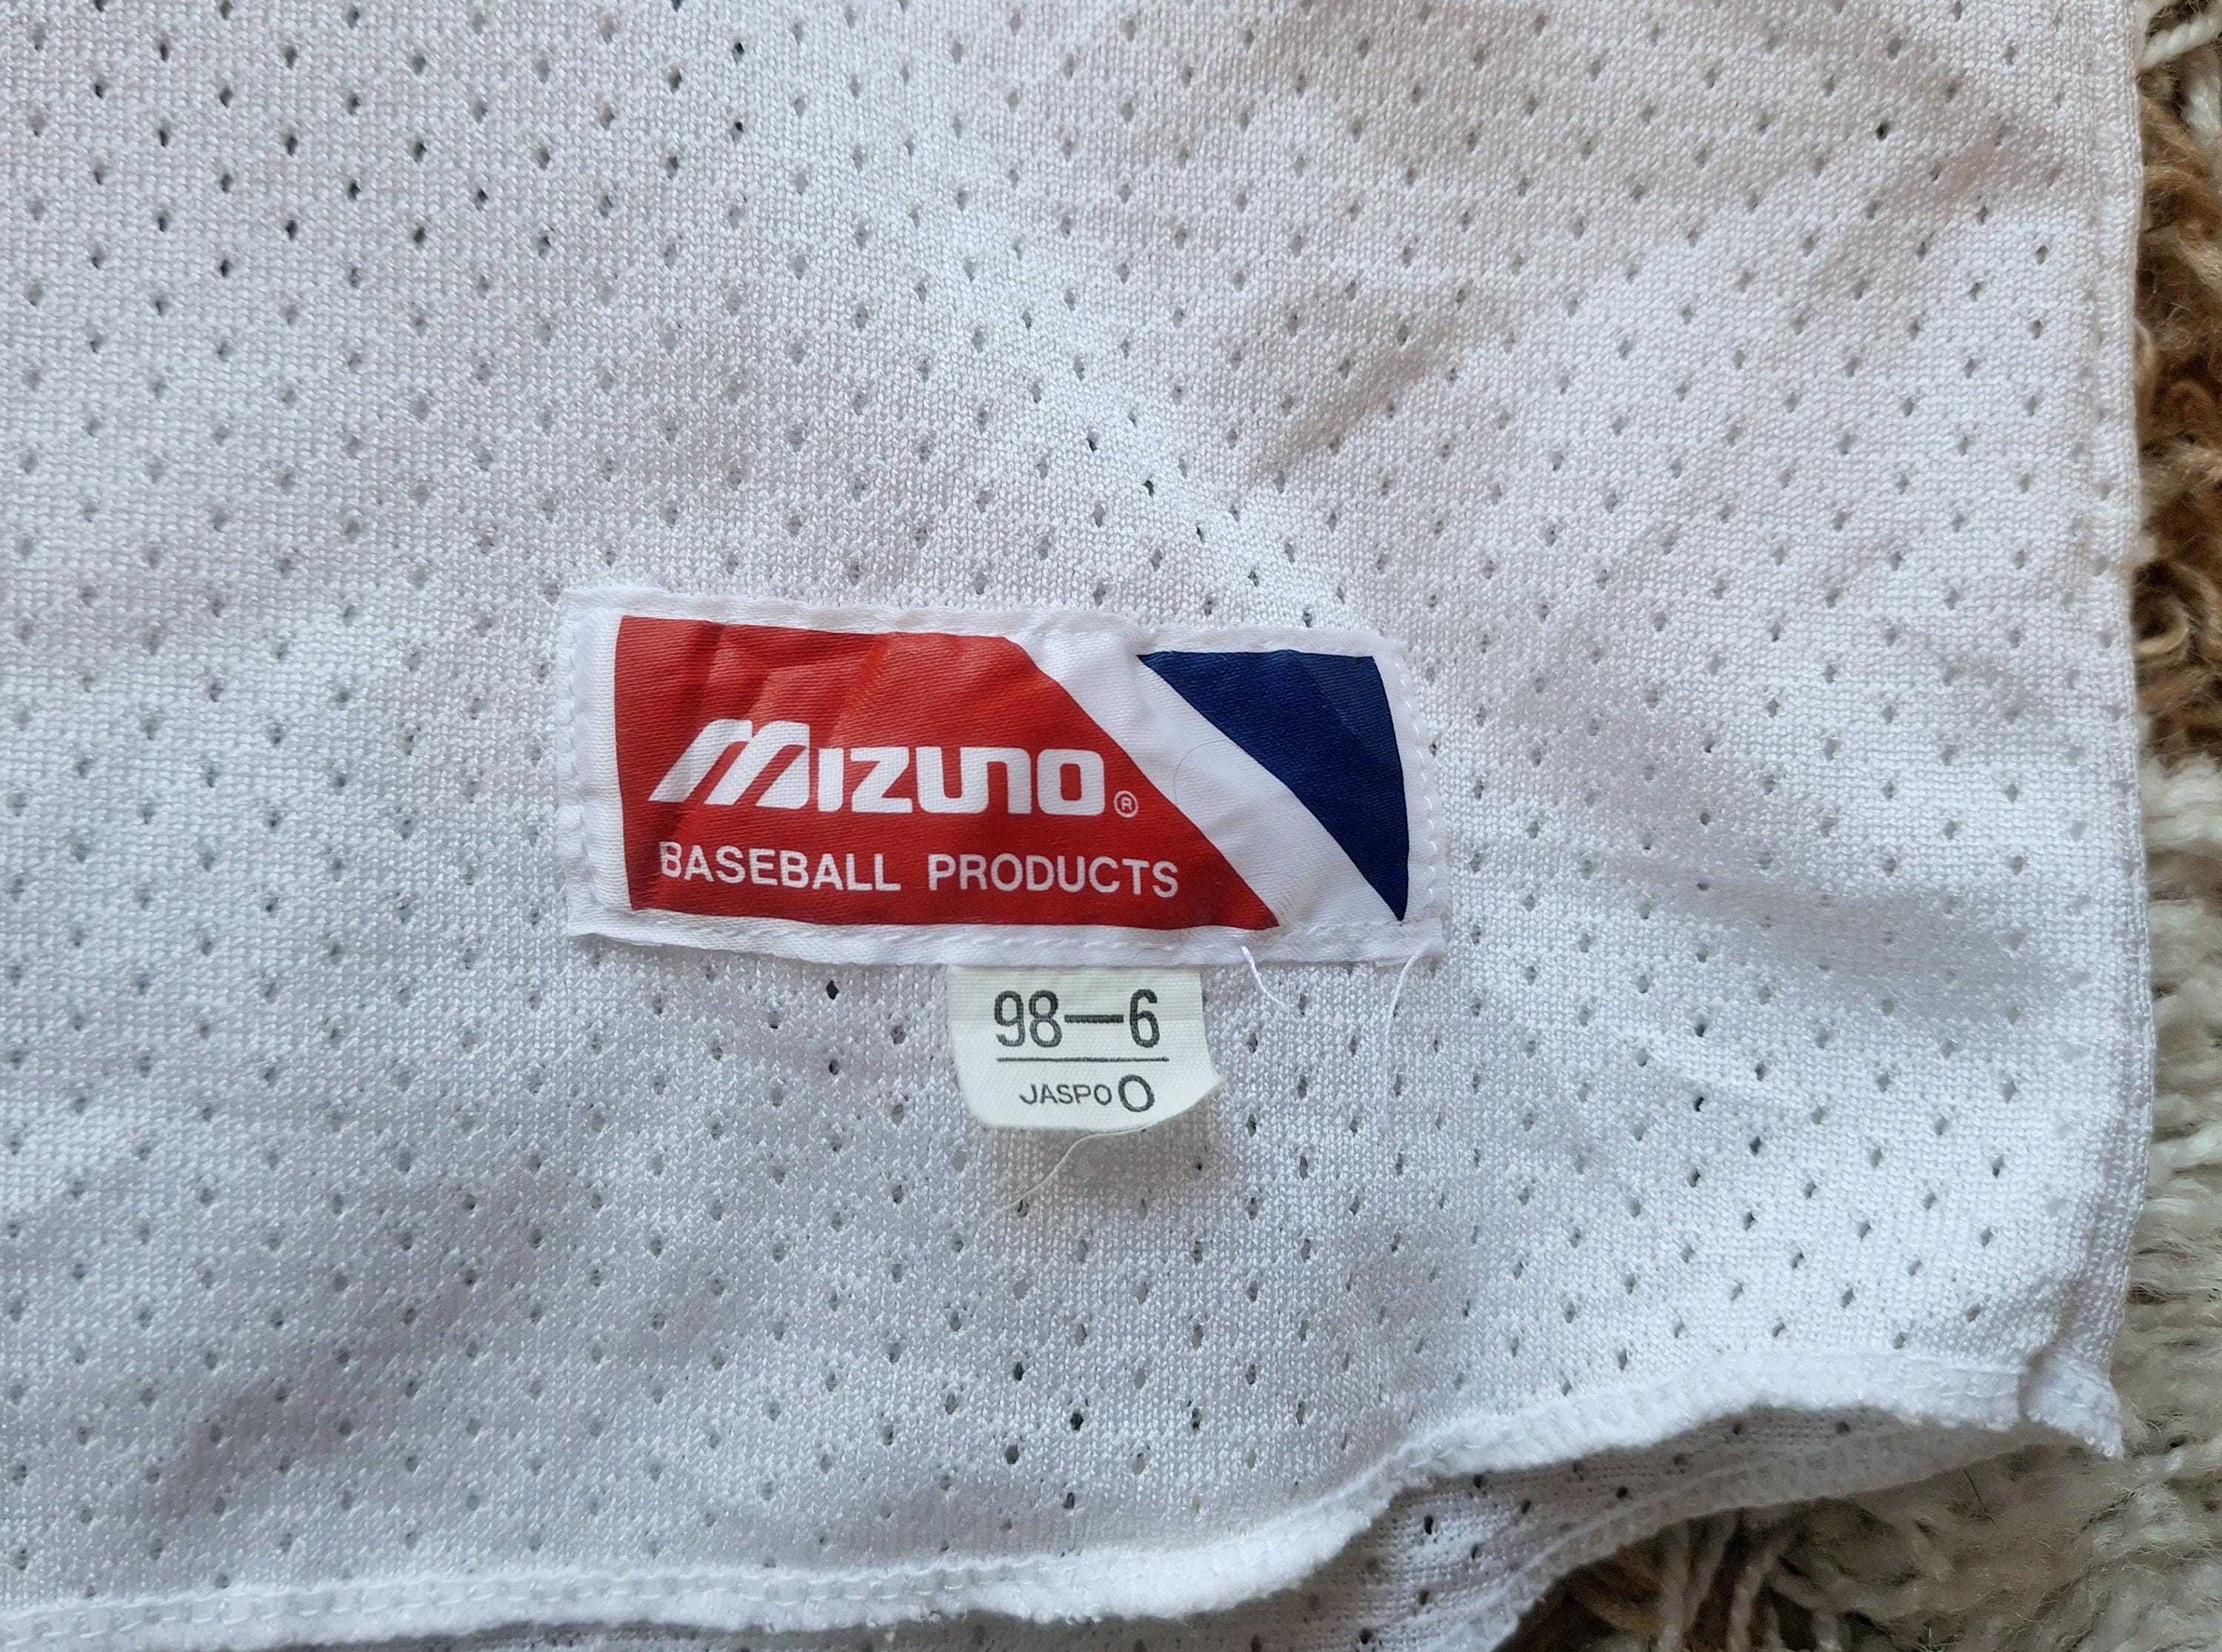 MIZUNO®
BASEBALL PRODUCTS
98—6
JASPO O